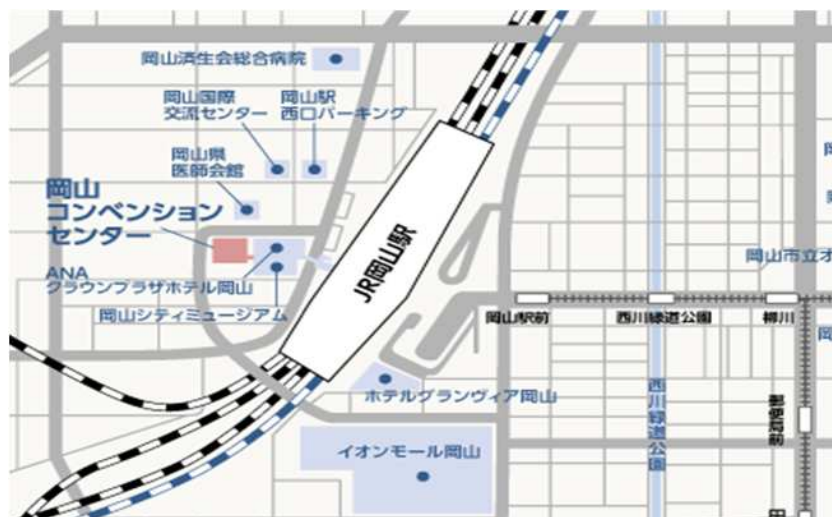 岡山済生会総合病院
岡山国際
交流センター
岡山駅
西口パーキング
岡山県
医師会館
岡山
コンベンション
センター
ANA
クラウンプラザホテル岡山
岡山シティミュージアム
JR岡山駅
岡山市立オ
岡山駅前
西川緑道公園
柳川
ホテルグランヴィア岡山
西川緑道公園
イオンモール岡山